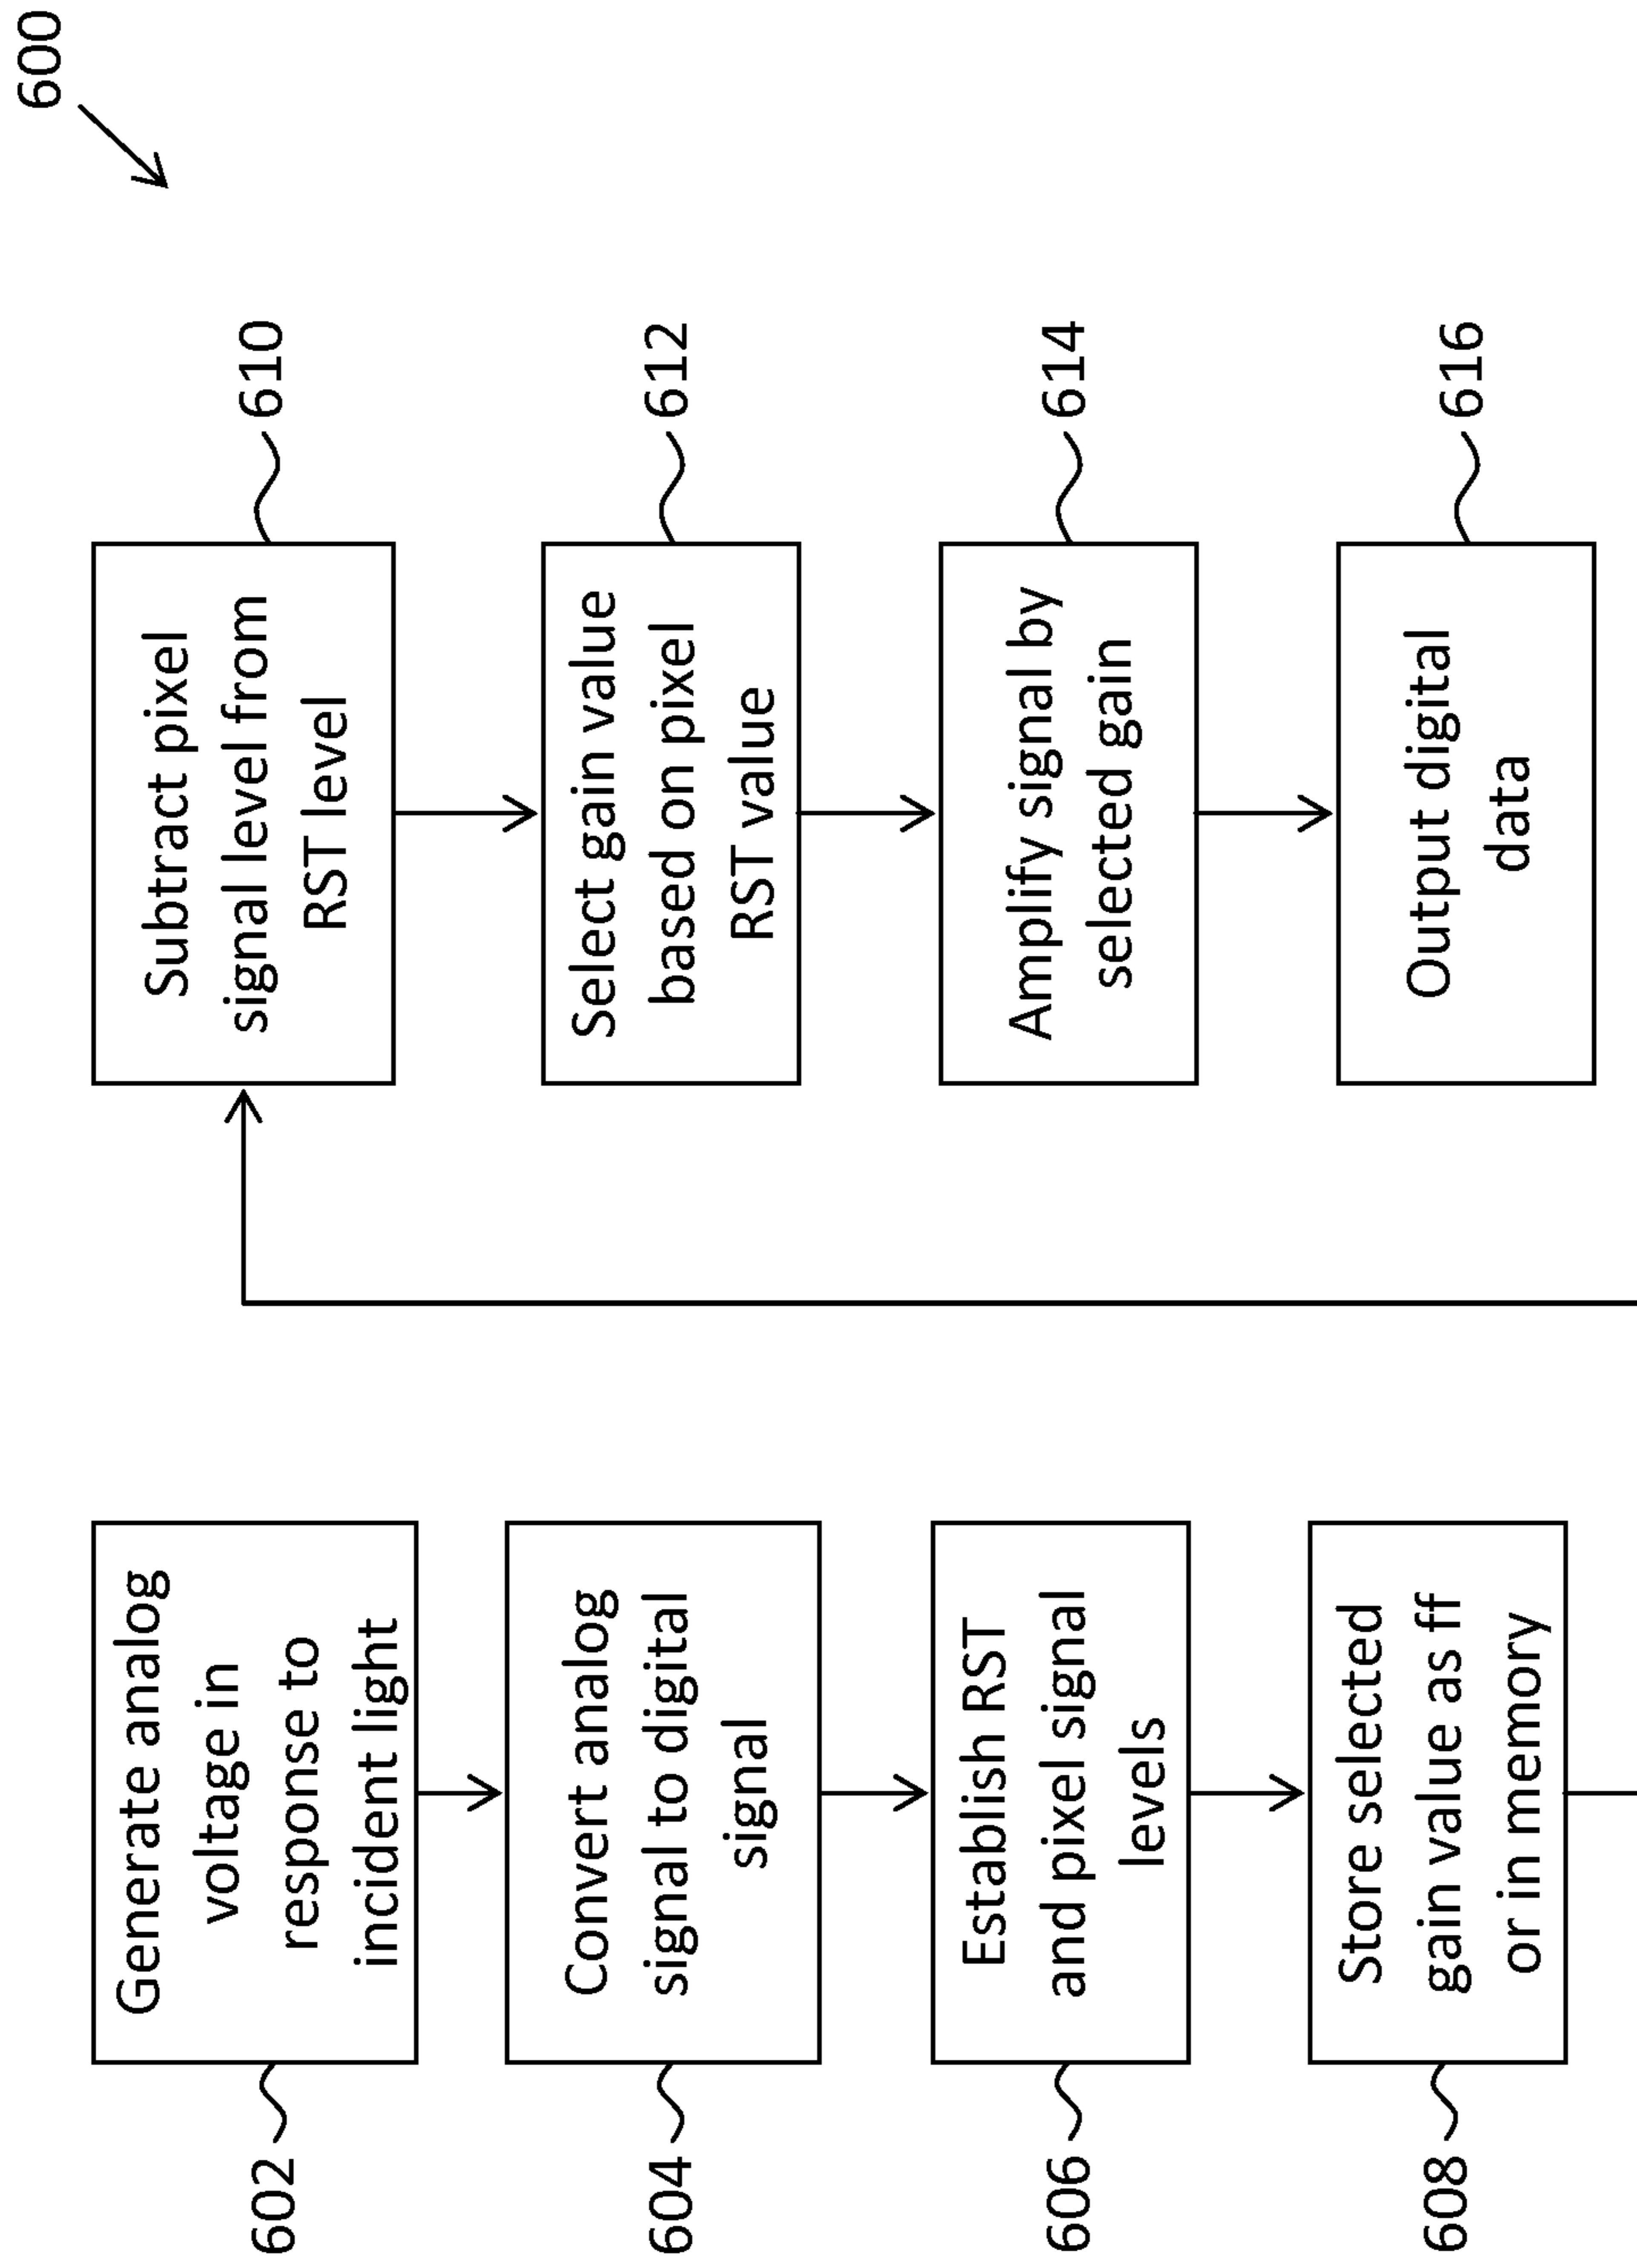 600
602
Generate analog
voltage in
response to
incident light
604
Convert analog
signal to digital
signal
606
Establish RST
and pixel signal
levels
608
Store selected
gain value as ff
or in memory
Subtract pixel
signal level from
RST level
610
Select gain value
based on pixel
RST value
612
Amplify signal by
selected gain
614
Output digital
data
616